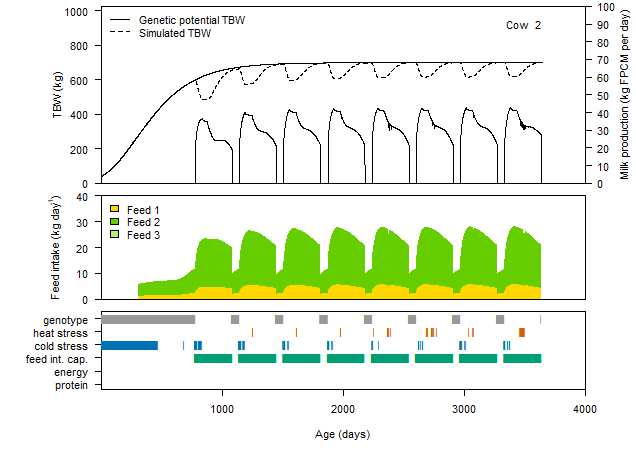 Genetic potential TBW
Simulated TBW
Cow 2
TBW (kg)
1000
800
600
400
200
0
100
90
80
70
60
50
40
30
20
10
0
Milk production (kg FPCM per day)
Feed 1
Feed 2
Feed 3
Feed intake (kg day⁻¹)
40
30
20
10
0
genotype
heat stress
cold stress
feed int. cap.
energy
protein
1000 2000 3000 4000
Age (days)